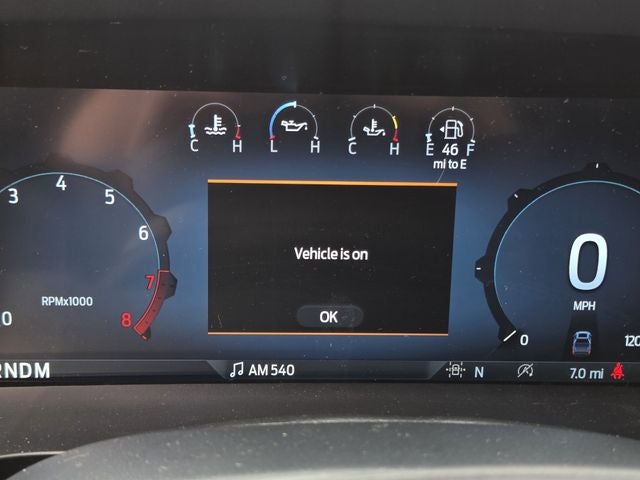 C H
L H
C H
E 46 F
mi to E
3
4
5
6
7
8
RPMx1000
Vehicle is on
OK
0
MPH
0
120
RNDM
AM 540
N
7.0 mi